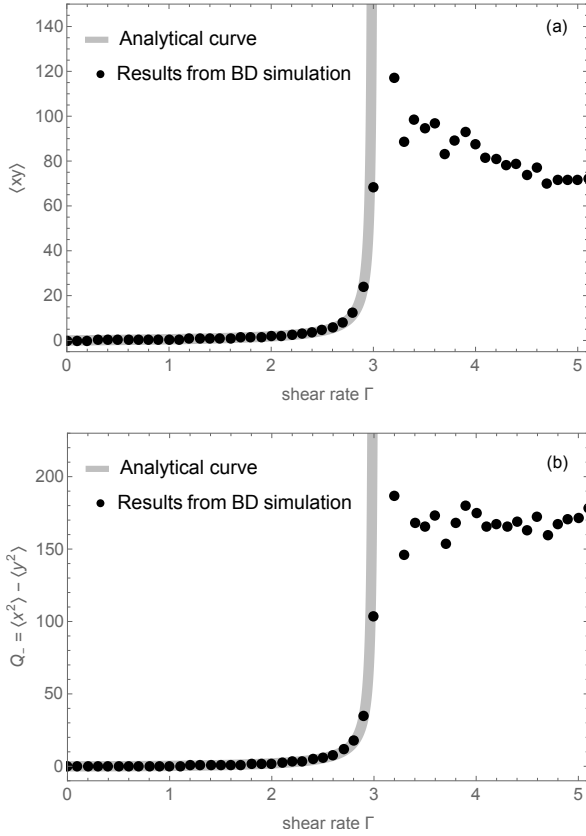 (a)
Analytical curve
Results from BD simulation
150
140
120
100
80
60
40
20
0
⟨xy⟩
0 1 2 3 4 5
shear rate Γ
(b)
Analytical curve
Results from BD simulation
200
150
100
50
0
Q₋ = ⟨x²⟩ − ⟨y²⟩
0 1 2 3 4 5
shear rate Γ